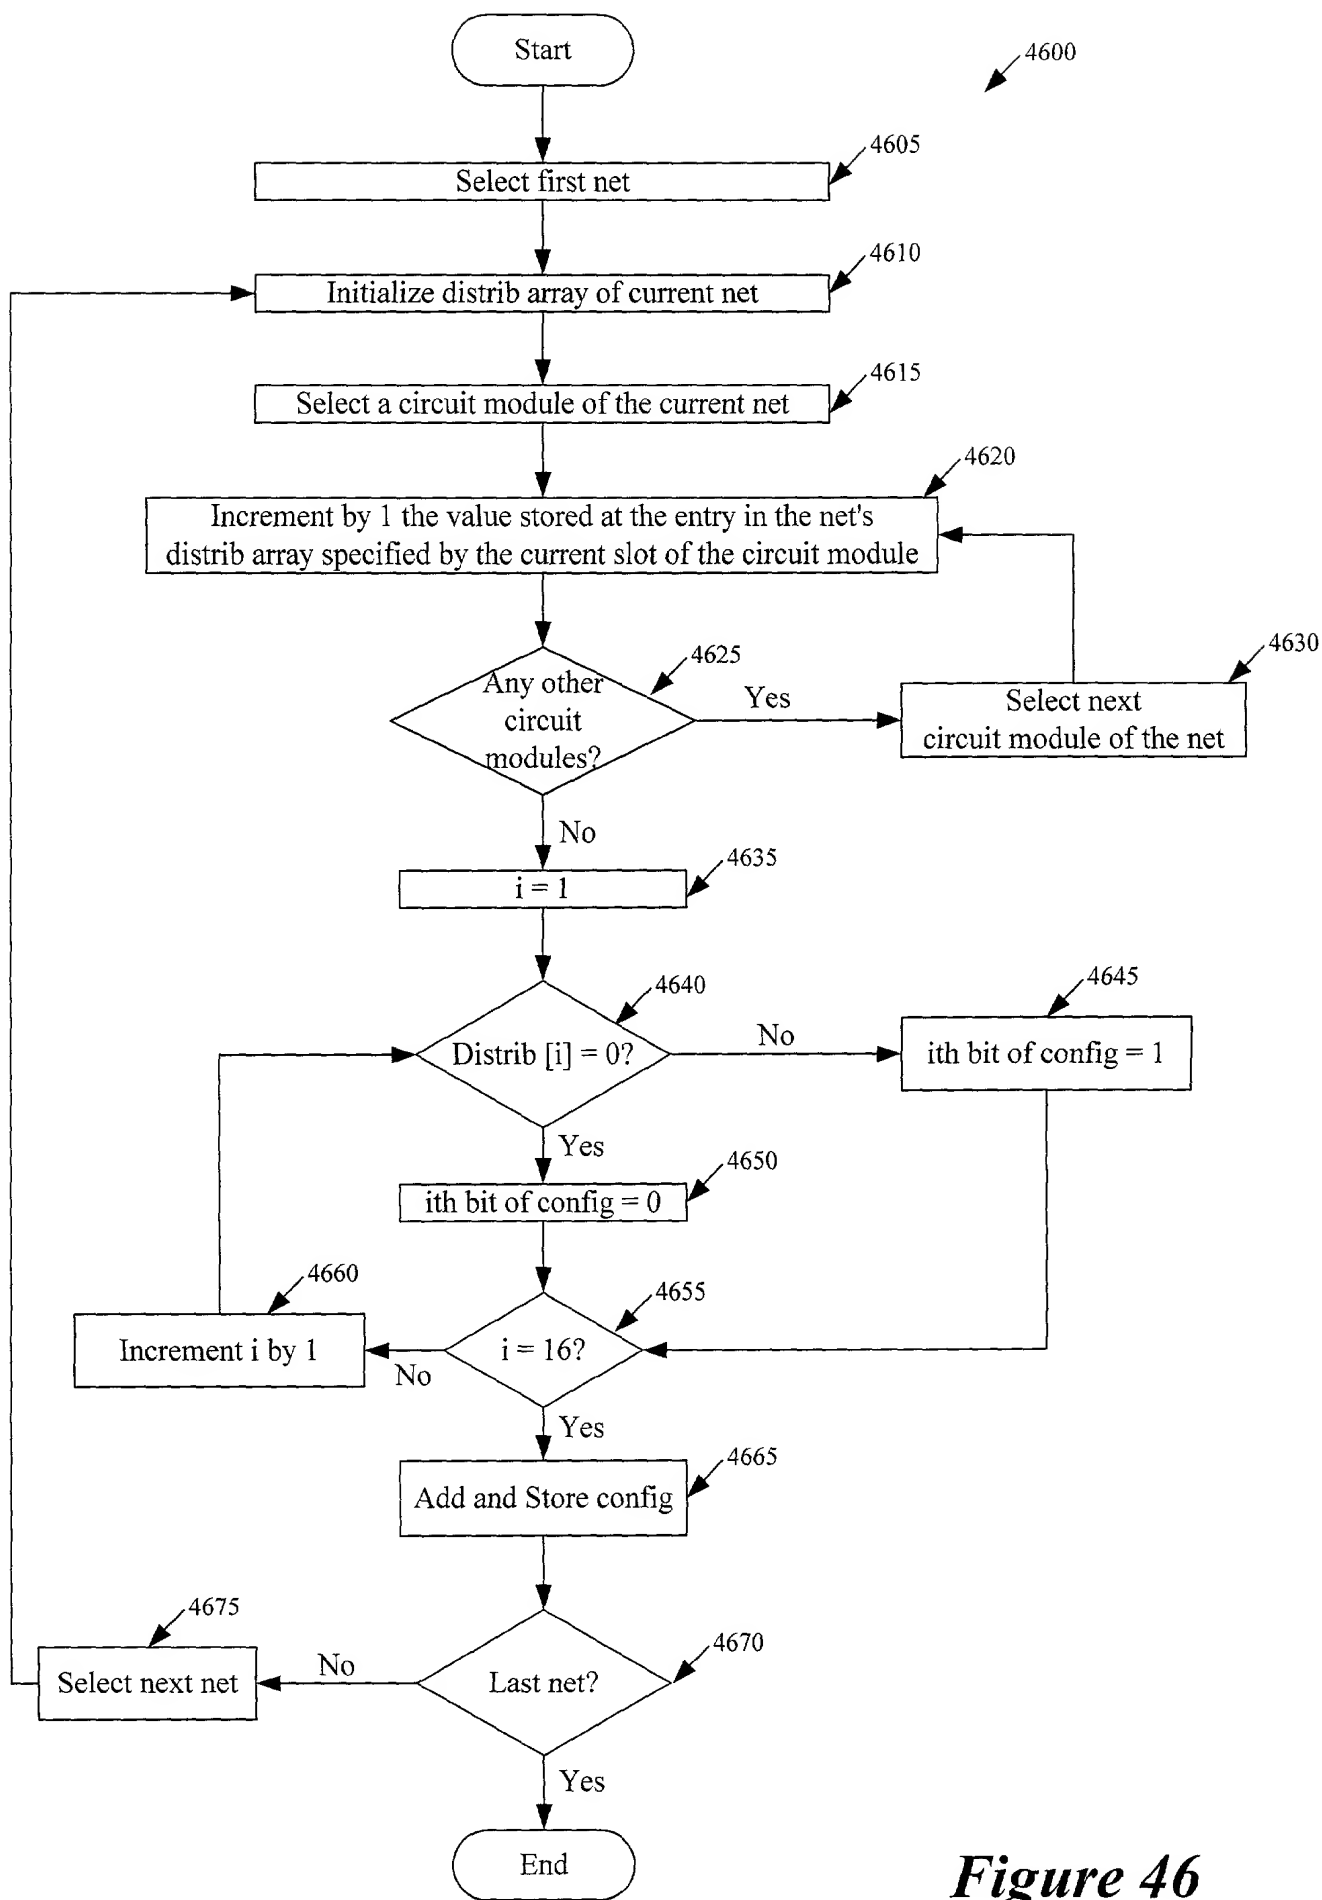 Start
4600
4605
Select first net
4610
Initialize distrib array of current net
4615
Select a circuit module of the current net
4620
Increment by 1 the value stored at the entry in the net's
distrib array specified by the current slot of the circuit module
4625
Any other
circuit
modules?
Yes
4630
Select next
circuit module of the net
No
4635
i = 1
4640
Distrib [i] = 0?
No
4645
ith bit of config = 1
Yes
4650
ith bit of config = 0
4660
Increment i by 1
4655
i = 16?
No
Yes
4665
Add and Store config
4675
Select next net
No
4670
Last net?
Yes
End
Figure 46